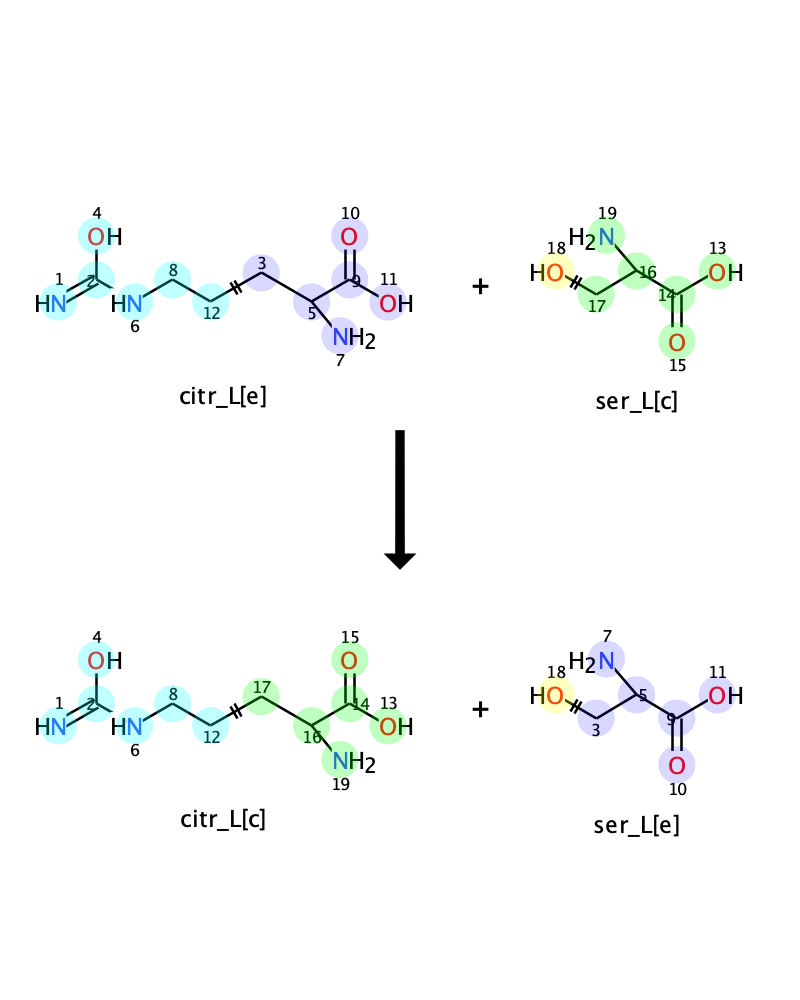 4 10 19
OH O H₂N 18 13
1 2 8 3 9 11 HO 16 OH
HN HN 12 5 OH + 17 14
6 NH₂ O
7 15
citr_L[e] ser_L[c]
4 15 7
OH O H₂N 18 11
1 2 8 17 14 13 HO 5 OH
HN HN 12 16 OH + 3 9
6 NH₂ O
19 10
citr_L[c] ser_L[e]